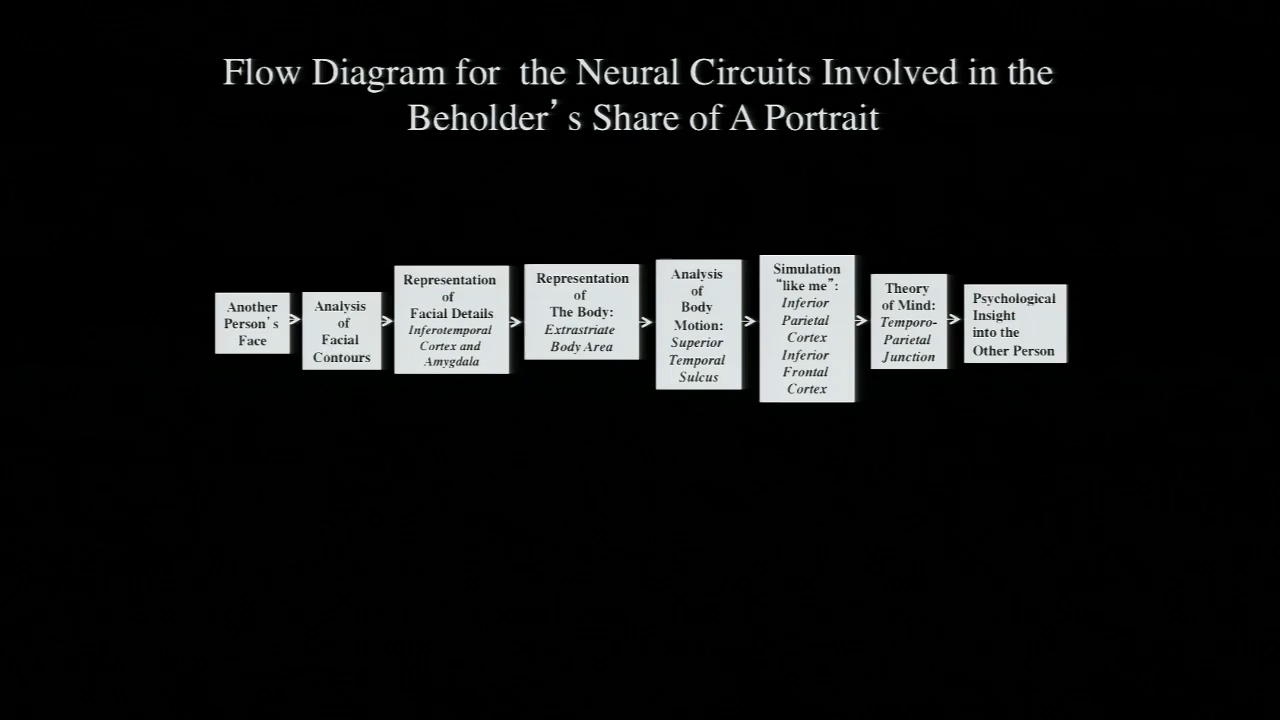 Flow Diagram for  the Neural Circuits Involved in the
Beholder’s Share of A Portrait
Another
Person’s
Face
Analysis
of
Facial
Contours
Representation
of
Facial Details
Inferotemporal
Cortex and
Amygdala
Representation
of
The Body:
Extrastriate
Body Area
Analysis
of
Body
Motion:
Superior
Temporal
Sulcus
Simulation
“like me”:
Inferior
Parietal
Cortex
Inferior
Frontal
Cortex
Theory
of Mind:
Temporo-
Parietal
Junction
Psychological
Insight
into the
Other Person